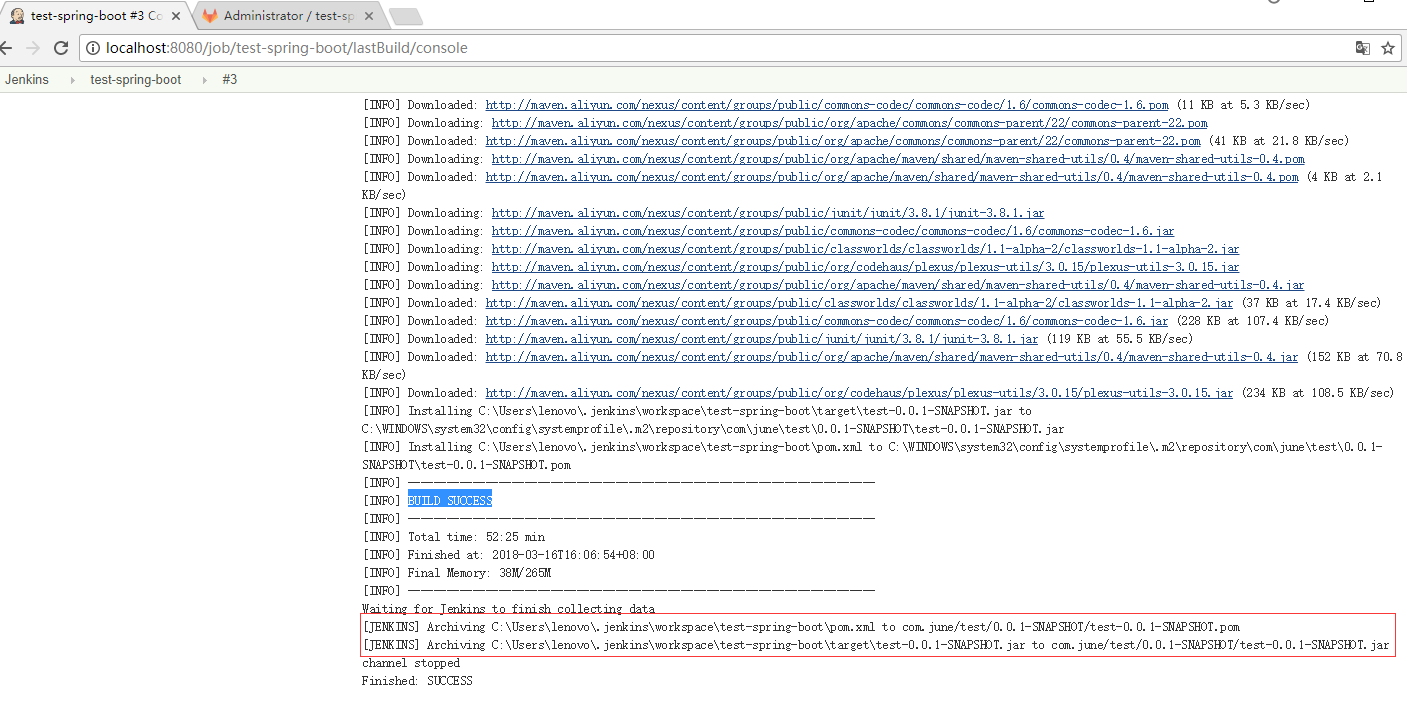 test-spring-boot #3 Co
Administrator / test-sp
localhost:8080/job/test-spring-boot/lastBuild/console
Jenkins test-spring-boot #3
[INFO] Downloaded: http://maven.aliyun.com/nexus/content/groups/public/commons-codec/commons-codec/1.6/commons-codec-1.6.pom (11 KB at 5.3 KB/sec)
[INFO] Downloading: http://maven.aliyun.com/nexus/content/groups/public/org/apache/commons/commons-parent/22/commons-parent-22.pom
[INFO] Downloaded: http://maven.aliyun.com/nexus/content/groups/public/org/apache/commons/commons-parent/22/commons-parent-22.pom (41 KB at 21.8 KB/sec)
[INFO] Downloading: http://maven.aliyun.com/nexus/content/groups/public/org/apache/maven/shared/maven-shared-utils/0.4/maven-shared-utils-0.4.pom
[INFO] Downloaded: http://maven.aliyun.com/nexus/content/groups/public/org/apache/maven/shared/maven-shared-utils/0.4/maven-shared-utils-0.4.pom (4 KB at 2.1
KB/sec)
[INFO] Downloading: http://maven.aliyun.com/nexus/content/groups/public/junit/junit/3.8.1/junit-3.8.1.jar
[INFO] Downloading: http://maven.aliyun.com/nexus/content/groups/public/commons-codec/commons-codec/1.6/commons-codec-1.6.jar
[INFO] Downloading: http://maven.aliyun.com/nexus/content/groups/public/classworlds/classworlds/1.1-alpha-2/classworlds-1.1-alpha-2.jar
[INFO] Downloading: http://maven.aliyun.com/nexus/content/groups/public/org/codehaus/plexus/plexus-utils/3.0.15/plexus-utils-3.0.15.jar
[INFO] Downloading: http://maven.aliyun.com/nexus/content/groups/public/org/apache/maven/shared/maven-shared-utils/0.4/maven-shared-utils-0.4.jar
[INFO] Downloaded: http://maven.aliyun.com/nexus/content/groups/public/classworlds/classworlds/1.1-alpha-2/classworlds-1.1-alpha-2.jar (37 KB at 17.4 KB/sec)
[INFO] Downloaded: http://maven.aliyun.com/nexus/content/groups/public/commons-codec/commons-codec/1.6/commons-codec-1.6.jar (228 KB at 107.4 KB/sec)
[INFO] Downloaded: http://maven.aliyun.com/nexus/content/groups/public/junit/junit/3.8.1/junit-3.8.1.jar (119 KB at 55.5 KB/sec)
[INFO] Downloaded: http://maven.aliyun.com/nexus/content/groups/public/org/apache/maven/shared/maven-shared-utils/0.4/maven-shared-utils-0.4.jar (152 KB at 70.8
KB/sec)
[INFO] Downloaded: http://maven.aliyun.com/nexus/content/groups/public/org/codehaus/plexus/plexus-utils/3.0.15/plexus-utils-3.0.15.jar (234 KB at 108.5 KB/sec)
[INFO] Installing C:\Users\lenovo\.jenkins\workspace\test-spring-boot\target\test-0.0.1-SNAPSHOT.jar to
C:\WINDOWS\system32\config\systemprofile\.m2\repository\com\june\test\0.0.1-SNAPSHOT\test-0.0.1-SNAPSHOT.jar
[INFO] Installing C:\Users\lenovo\.jenkins\workspace\test-spring-boot\pom.xml to C:\WINDOWS\system32\config\systemprofile\.m2\repository\com\june\test\0.0.1-
SNAPSHOT\test-0.0.1-SNAPSHOT.pom
[INFO] ------------------------------------------------------------------------
[INFO] BUILD SUCCESS
[INFO] ------------------------------------------------------------------------
[INFO] Total time: 52:25 min
[INFO] Finished at: 2018-03-16T16:06:54+08:00
[INFO] Final Memory: 38M/265M
[INFO] ------------------------------------------------------------------------
Waiting for Jenkins to finish collecting data
[JENKINS] Archiving C:\Users\lenovo\.jenkins\workspace\test-spring-boot\pom.xml to com.june/test/0.0.1-SNAPSHOT/test-0.0.1-SNAPSHOT.pom
[JENKINS] Archiving C:\Users\lenovo\.jenkins\workspace\test-spring-boot\target\test-0.0.1-SNAPSHOT.jar to com.june/test/0.0.1-SNAPSHOT/test-0.0.1-SNAPSHOT.jar
channel stopped
Finished: SUCCESS